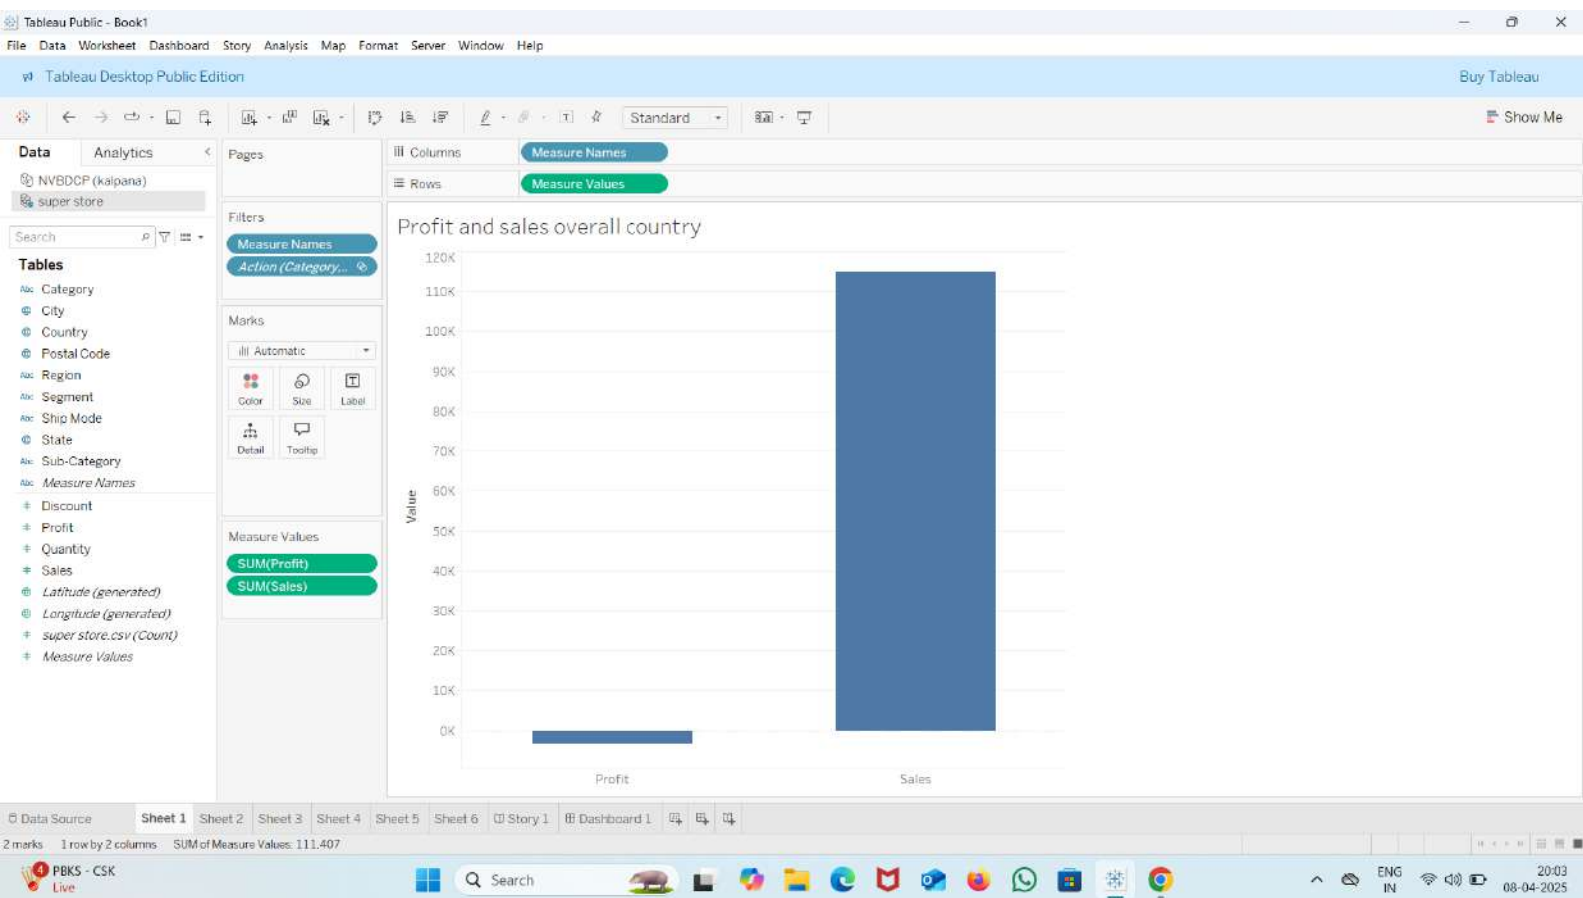 Tableau Public - Book1
File Data Worksheet Dashboard Story Analysis Map Format Server Window Help
Tableau Desktop Public Edition
Buy Tableau
Standard
Show Me
Data
Analytics
NVBDCP (kalpana)
super store
Search
Tables
Abc Category
City
Country
Postal Code
Abc Region
Abc Segment
Abc Ship Mode
State
Abc Sub-Category
Abc Measure Names
Discount
Profit
Quantity
Sales
Latitude (generated)
Longitude (generated)
super store.csv (Count)
Measure Values
Pages
Filters
Measure Names
Action (Category,..
Marks
Automatic
Color Size Label
Detail Tooltip
Measure Values
SUM(Profit)
SUM(Sales)
Columns Measure Names
Rows Measure Values
Profit and sales overall country
120K
110K
100K
90K
80K
70K
60K
50K
40K
30K
20K
10K
0K
Value
Profit Sales
Data Source Sheet 1 Sheet 2 Sheet 3 Sheet 4 Sheet 5 Sheet 6 Story 1 Dashboard 1
2 marks 1 row by 2 columns SUM of Measure Values: 111,407
4
PBKS - CSK
Live
Search
ENG
IN
20:03
08-04-2025